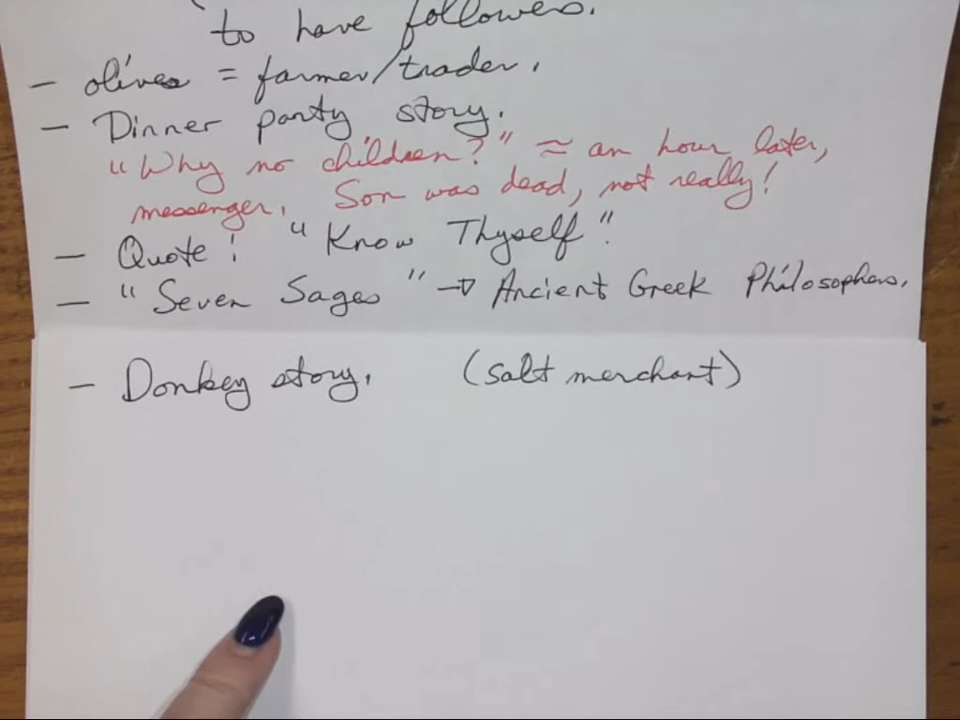 to have followers.
- olives = farmer/trader.
- Dinner party story.
"Why no children?" ≈ an hour later,
messenger. Son was dead, not really!
- Quote: "Know Thyself"
- "Seven Sages" → Ancient Greek Philosophers.
- Donkey story. (salt merchant)